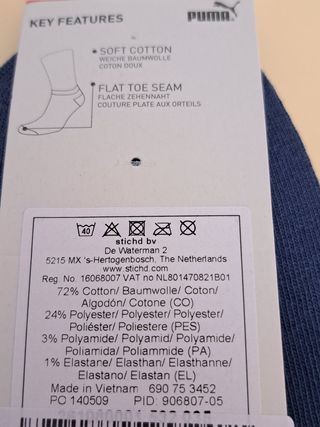 KEY FEATURES
PUMA
SOFT COTTON
WEICHE BAUMWOLLE
COTON DOUX
FLAT TOE SEAM
FLACHE ZEHENNAHT
COUTURE PLATE AUX ORTEILS
40
stichd bv
De Waterman 2
5215 MX 's-Hertogenbosch, The Netherlands
www.stichd.com
Reg. No. 16068007 VAT no NL801470821B01
72% Cotton/ Baumwolle/ Coton/
Algodón/ Cotone (CO)
24% Polyester/ Polyester/ Polyester/
Poliéster/ Poliestere (PES)
3% Polyamide/ Polyamid/ Polyamide/
Poliamida/ Poliammide (PA)
1% Elastane/ Elasthan/ Elasthanne/
Elastano/ Elastan (EL)
Made in Vietnam 690 75 3452
PO 140509 PID: 906807-05